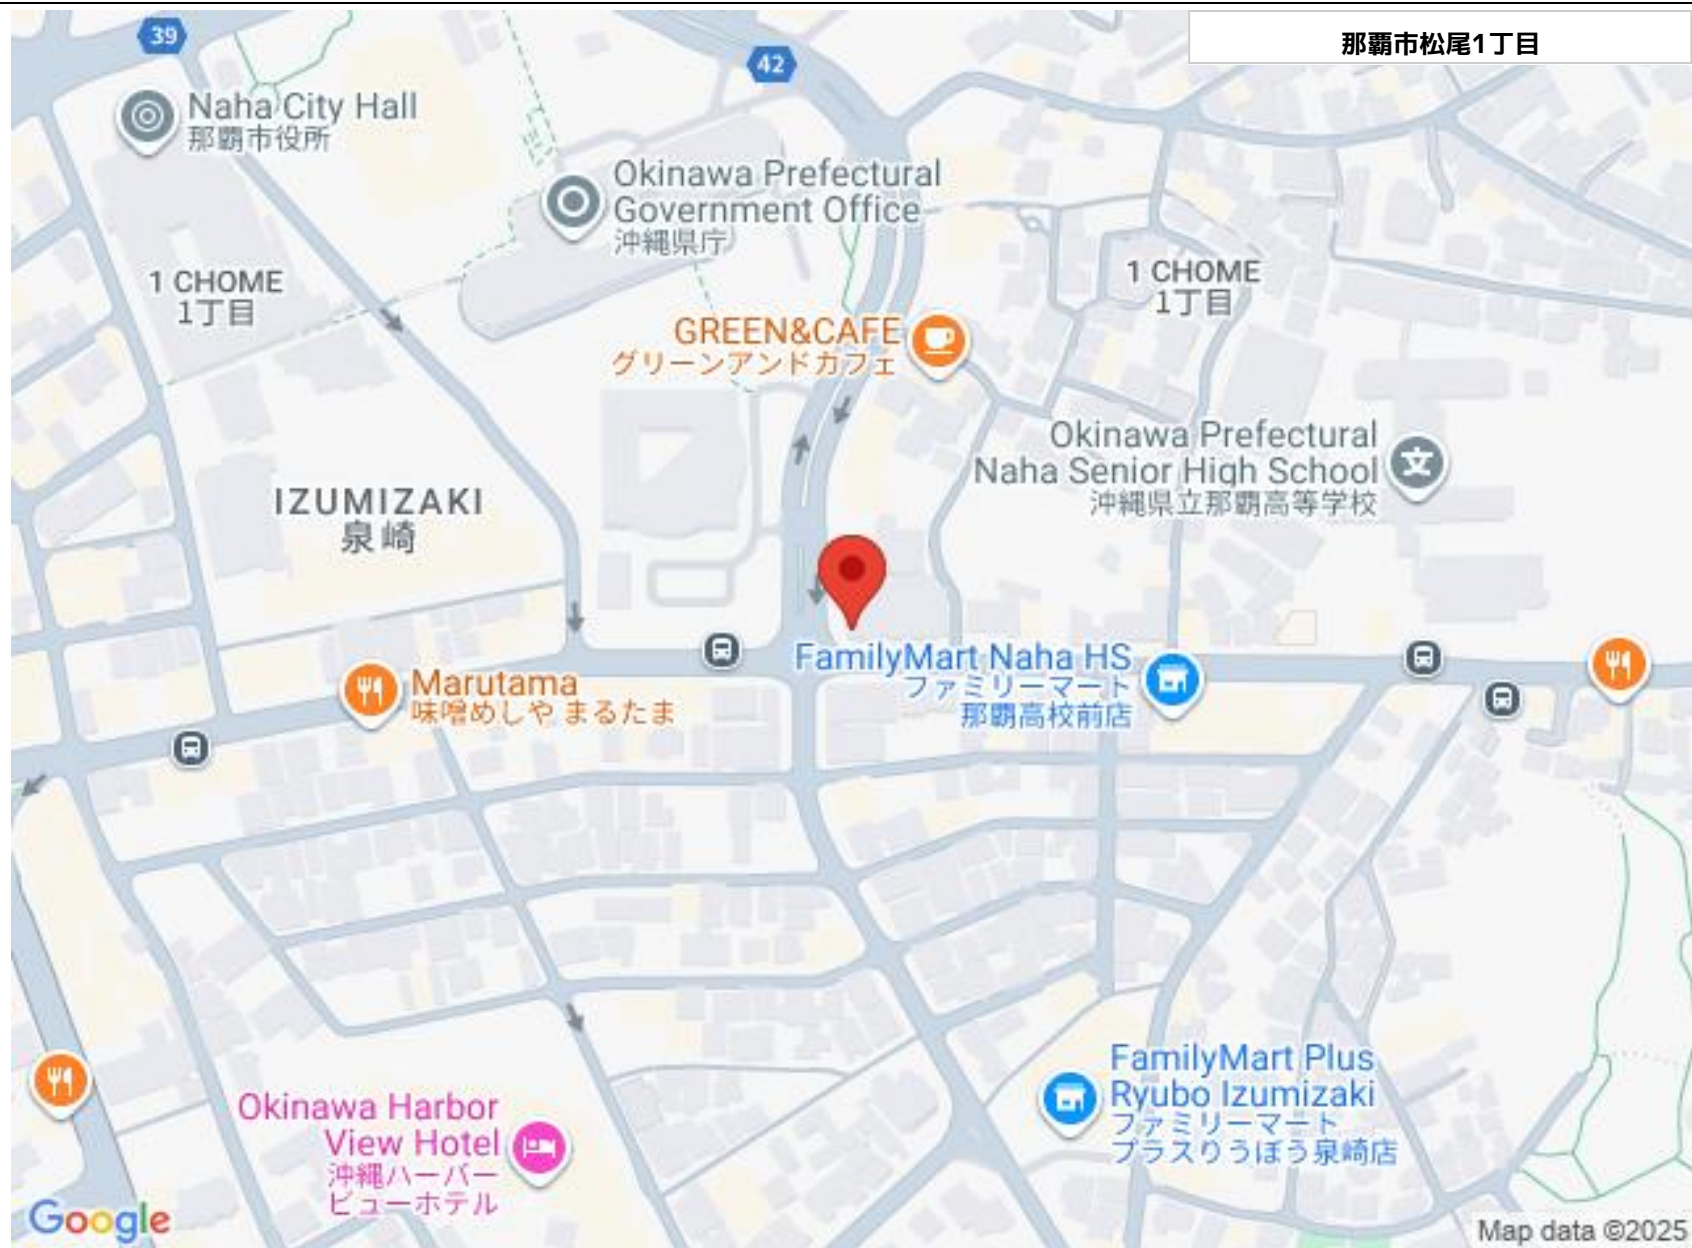 那覇市松尾1丁目
39
42
Naha City Hall
那覇市役所
Okinawa Prefectural
Government Office
沖縄県庁
1 CHOME
1丁目
1 CHOME
1丁目
GREEN&CAFE
グリーンアンドカフェ
Okinawa Prefectural
Naha Senior High School
沖縄県立那覇高等学校
文
IZUMIZAKI
泉崎
FamilyMart Naha HS
ファミリーマート
那覇高校前店
Marutama
味噌めしや まるたま
FamilyMart Plus
Ryubo Izumizaki
ファミリーマート
プラスりうぼう泉崎店
Okinawa Harbor
View Hotel
沖縄ハーバー
ビューホテル
Google
Map data ©2025